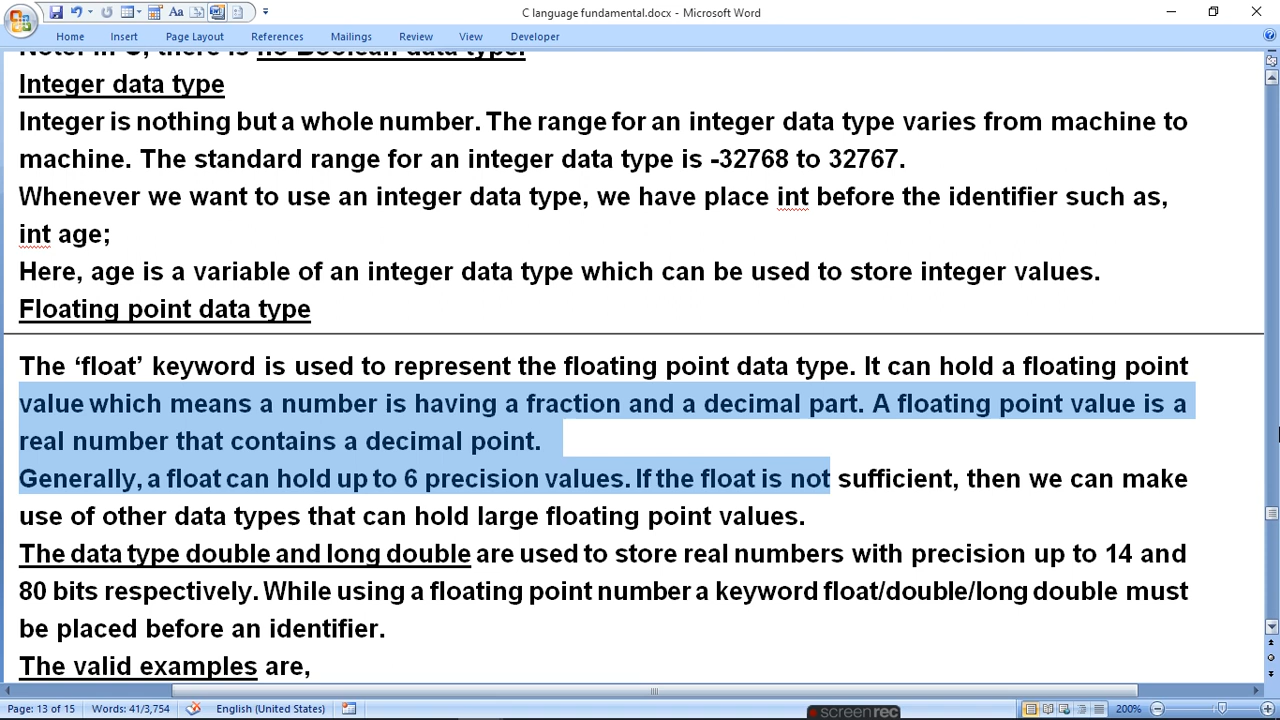 C language fundamental.docx - Microsoft Word
Home Insert Page Layout References Mailings Review View Developer
Note: In C, there is no Boolean data type.
Integer data type
Integer is nothing but a whole number. The range for an integer data type varies from machine to
machine. The standard range for an integer data type is -32768 to 32767.
Whenever we want to use an integer data type, we have place int before the identifier such as,
int age;
Here, age is a variable of an integer data type which can be used to store integer values.
Floating point data type
The ‘float’ keyword is used to represent the floating point data type. It can hold a floating point
value which means a number is having a fraction and a decimal part. A floating point value is a
real number that contains a decimal point.
Generally, a float can hold up to 6 precision values. If the float is not sufficient, then we can make
use of other data types that can hold large floating point values.
The data type double and long double are used to store real numbers with precision up to 14 and
80 bits respectively. While using a floating point number a keyword float/double/long double must
be placed before an identifier.
The valid examples are,
Page: 13 of 15 Words: 41/3,754 English (United States) 200%
screenrec